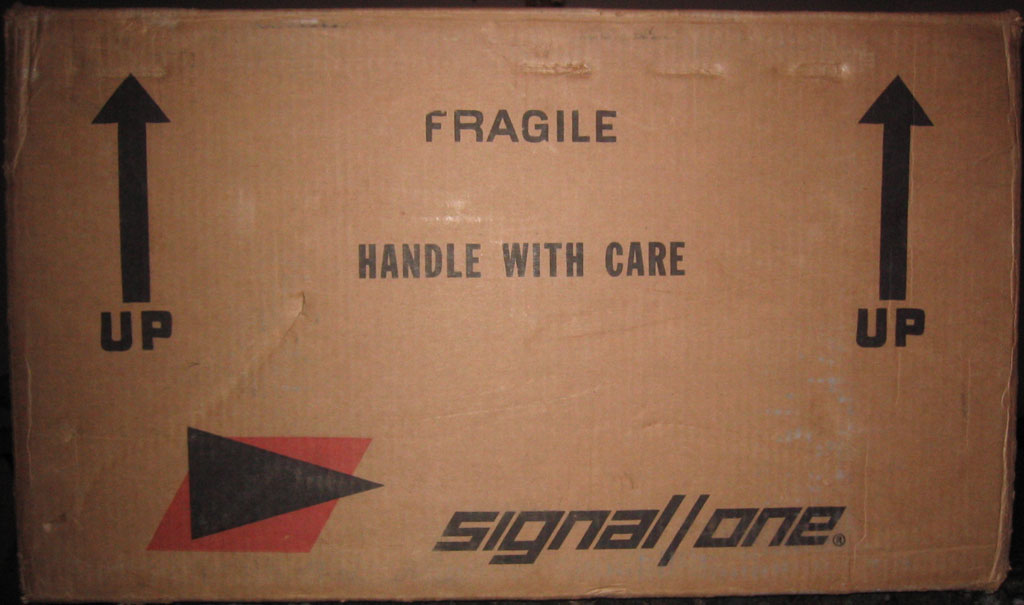 FRAGILE
HANDLE WITH CARE
UP
UP
signal/one®